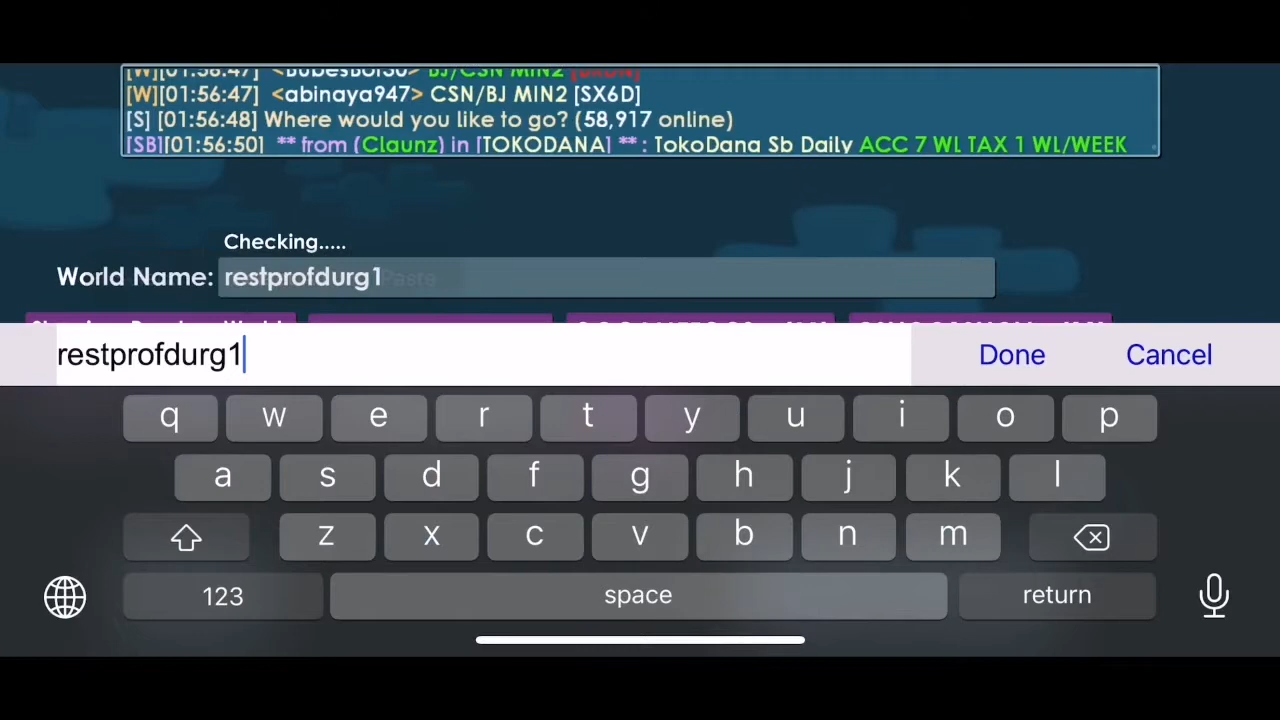 [W][01:56:47] <abinaya947> CSN/BJ MIN2 [SX6D]
[S] [01:56:48] Where would you like to go? (58,917 online)
[SB][01:56:50] ** from (Claunz) in [TOKODANA] ** : TokoDana Sb Daily ACC 7 WL TAX 1 WL/WEEK
Checking.....
World Name: restprofdurg1 Paste
restprofdurg1 Done Cancel
q w e r t y u i o p
a s d f g h j k l
z x c v b n m
123 space return